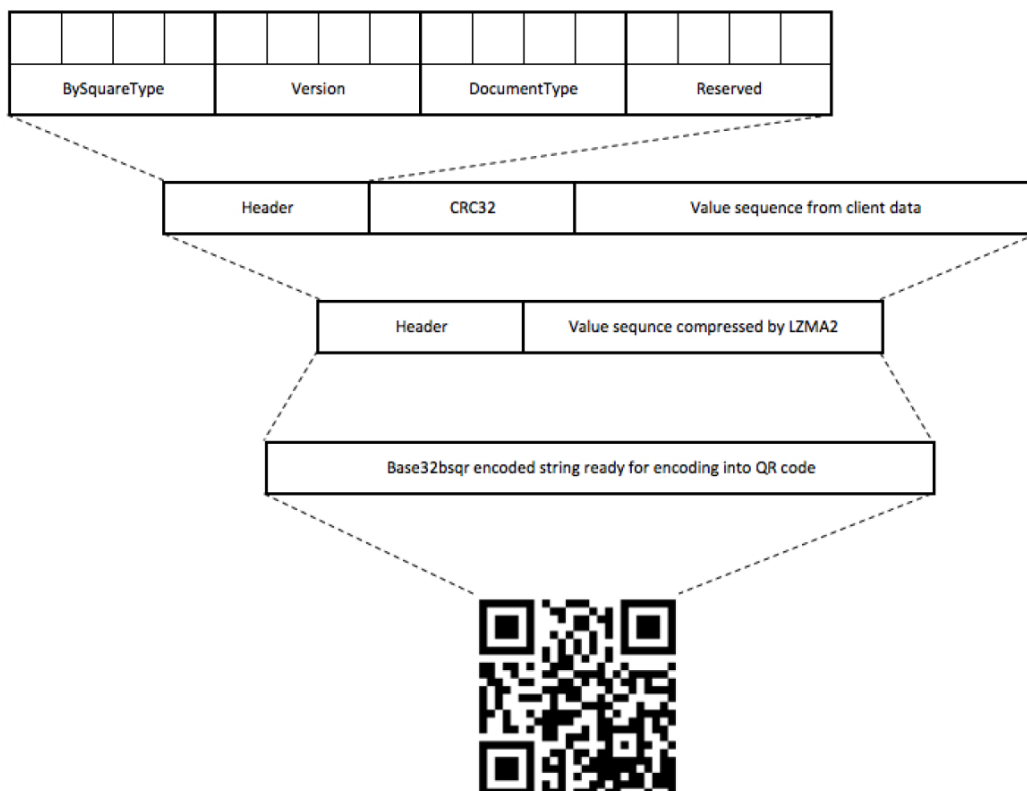 BySquareType Version DocumentType Reserved
Header CRC32 Value sequence from client data
Header Value sequnce compressed by LZMA2
Base32bsqr encoded string ready for encoding into QR code